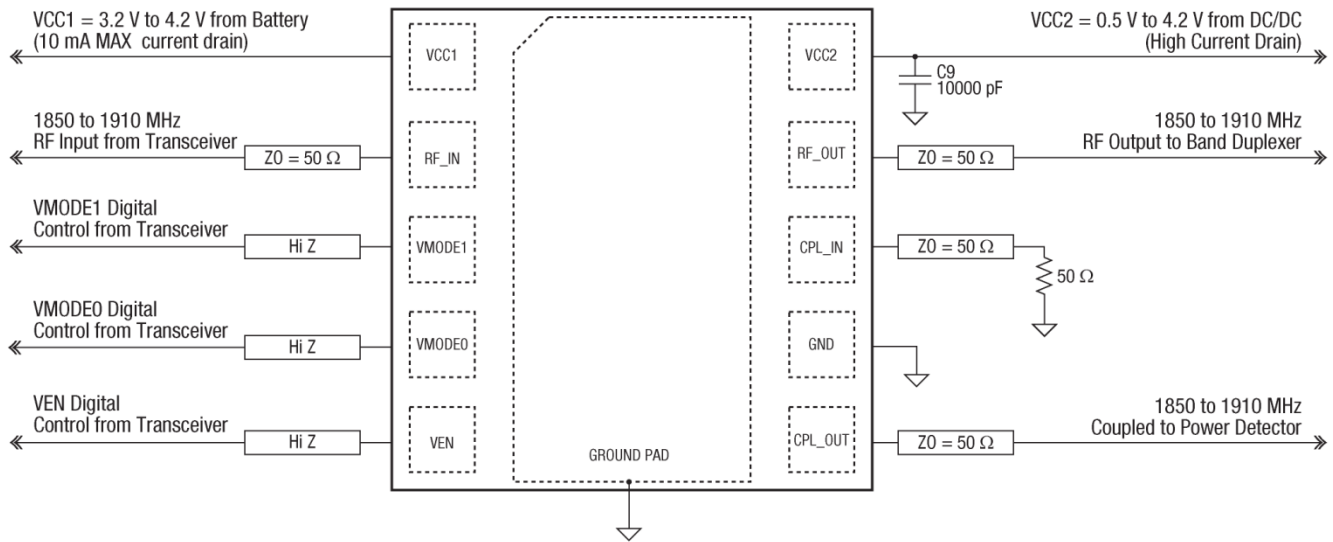 VCC1 = 3.2 V to 4.2 V from Battery
(10 mA MAX current drain)
VCC1
VCC2
VCC2 = 0.5 V to 4.2 V from DC/DC
(High Current Drain)
C9
10000 pF
1850 to 1910 MHz
RF Input from Transceiver
Z0 = 50 Ω
RF_IN
RF_OUT
Z0 = 50 Ω
1850 to 1910 MHz
RF Output to Band Duplexer
VMODE1 Digital
Control from Transceiver
Hi Z
VMODE1
CPL_IN
Z0 = 50 Ω
50 Ω
VMODE0 Digital
Control from Transceiver
Hi Z
VMODE0
GND
VEN Digital
Control from Transceiver
Hi Z
VEN
GROUND PAD
CPL_OUT
Z0 = 50 Ω
1850 to 1910 MHz
Coupled to Power Detector